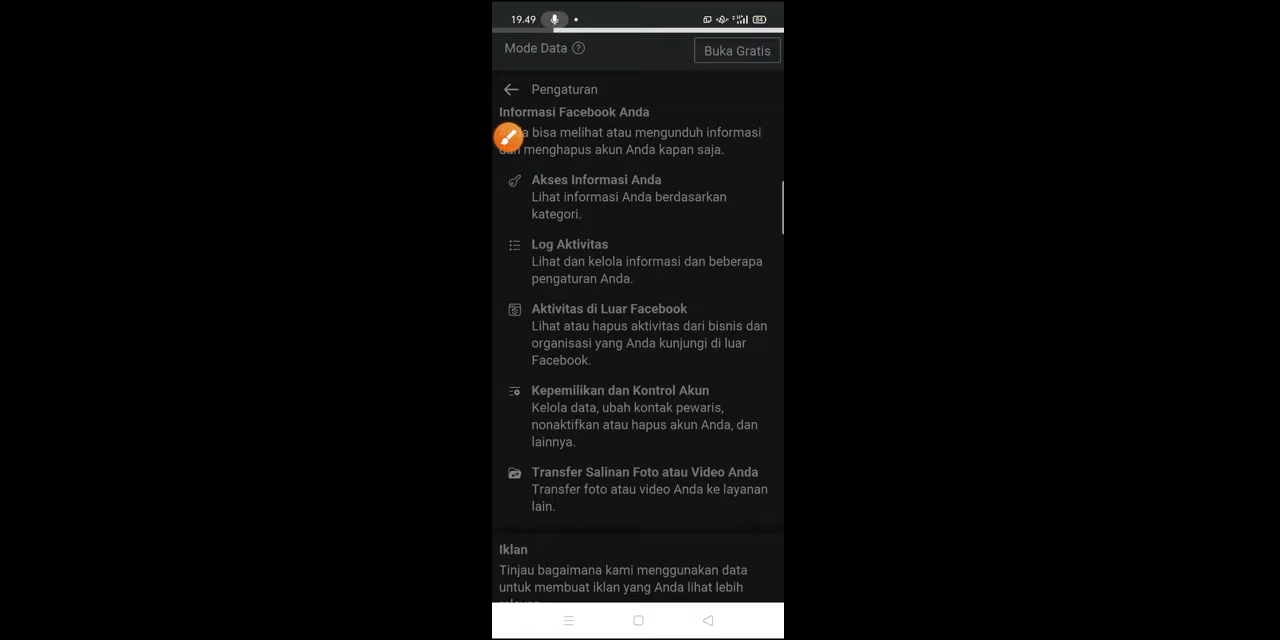 19.49
Mode Data
Buka Gratis
Pengaturan
Informasi Facebook Anda
bisa melihat atau mengunduh informasi
menghapus akun Anda kapan saja.
Akses Informasi Anda
Lihat informasi Anda berdasarkan
kategori.
Log Aktivitas
Lihat dan kelola informasi dan beberapa
pengaturan Anda.
Aktivitas di Luar Facebook
Lihat atau hapus aktivitas dari bisnis dan
organisasi yang Anda kunjungi di luar
Facebook.
Kepemilikan dan Kontrol Akun
Kelola data, ubah kontak pewaris,
nonaktifkan atau hapus akun Anda, dan
lainnya.
Transfer Salinan Foto atau Video Anda
Transfer foto atau video Anda ke layanan
lain.
Iklan
Tinjau bagaimana kami menggunakan data
untuk membuat iklan yang Anda lihat lebih